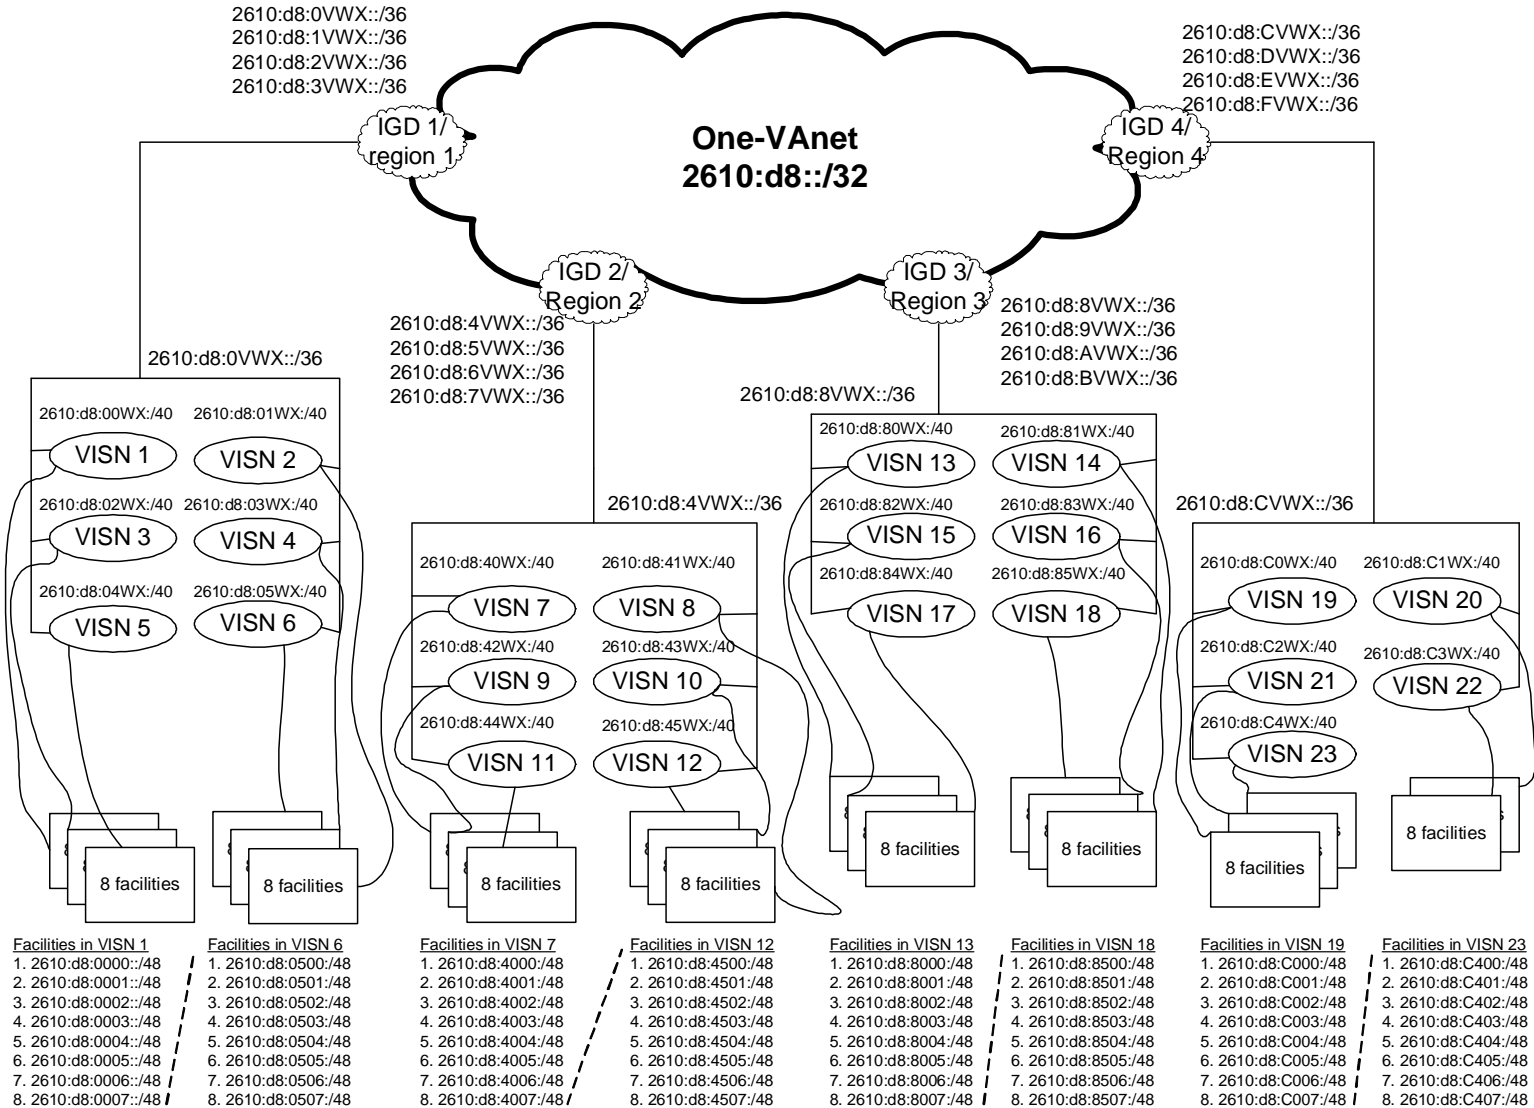 2610:d8:0VWX::/36
2610:d8:1VWX::/36
2610:d8:2VWX::/36
2610:d8:3VWX::/36
2610:d8:CVWX::/36
2610:d8:DVWX::/36
2610:d8:EVWX::/36
2610:d8:FVWX::/36
IGD 1/
region 1
One-VAnet
2610:d8::/32
IGD 4/
Region 4
IGD 2/
Region 2
IGD 3/
Region 3
2610:d8:4VWX::/36
2610:d8:5VWX::/36
2610:d8:6VWX::/36
2610:d8:7VWX::/36
2610:d8:8VWX::/36
2610:d8:9VWX::/36
2610:d8:AVWX::/36
2610:d8:BVWX::/36
2610:d8:0VWX::/36
2610:d8:00WX:/40
2610:d8:01WX:/40
VISN 1
VISN 2
2610:d8:02WX:/40
2610:d8:03WX:/40
VISN 3
VISN 4
2610:d8:04WX:/40
2610:d8:05WX:/40
VISN 5
VISN 6
2610:d8:4VWX::/36
2610:d8:40WX:/40
2610:d8:41WX:/40
VISN 7
VISN 8
2610:d8:42WX:/40
2610:d8:43WX:/40
VISN 9
VISN 10
2610:d8:44WX:/40
2610:d8:45WX:/40
VISN 11
VISN 12
2610:d8:8VWX::/36
2610:d8:80WX:/40
2610:d8:81WX:/40
VISN 13
VISN 14
2610:d8:82WX:/40
2610:d8:83WX:/40
VISN 15
VISN 16
2610:d8:84WX:/40
2610:d8:85WX:/40
VISN 17
VISN 18
2610:d8:CVWX::/36
2610:d8:C0WX:/40
2610:d8:C1WX:/40
VISN 19
VISN 20
2610:d8:C2WX:/40
2610:d8:C3WX:/40
VISN 21
VISN 22
2610:d8:C4WX:/40
VISN 23
8 facilities
8 facilities
8 facilities
8 facilities
8 facilities
8 facilities
8 facilities
8 facilities
Facilities in VISN 1
1. 2610:d8:0000::/48
2. 2610:d8:0001::/48
3. 2610:d8:0002::/48
4. 2610:d8:0003::/48
5. 2610:d8:0004::/48
6. 2610:d8:0005::/48
7. 2610:d8:0006::/48
8. 2610:d8:0007::/48
Facilities in VISN 6
1. 2610:d8:0500:/48
2. 2610:d8:0501:/48
3. 2610:d8:0502:/48
4. 2610:d8:0503:/48
5. 2610:d8:0504:/48
6. 2610:d8:0505:/48
7. 2610:d8:0506:/48
8. 2610:d8:0507:/48
Facilities in VISN 7
1. 2610:d8:4000:/48
2. 2610:d8:4001:/48
3. 2610:d8:4002:/48
4. 2610:d8:4003:/48
5. 2610:d8:4004:/48
6. 2610:d8:4005:/48
7. 2610:d8:4006:/48
8. 2610:d8:4007:/48
Facilities in VISN 12
1. 2610:d8:4500:/48
2. 2610:d8:4501:/48
3. 2610:d8:4502:/48
4. 2610:d8:4503:/48
5. 2610:d8:4504:/48
6. 2610:d8:4505:/48
7. 2610:d8:4506:/48
8. 2610:d8:4507:/48
Facilities in VISN 13
1. 2610:d8:8000:/48
2. 2610:d8:8001:/48
3. 2610:d8:8002:/48
4. 2610:d8:8003:/48
5. 2610:d8:8004:/48
6. 2610:d8:8005:/48
7. 2610:d8:8006:/48
8. 2610:d8:8007:/48
Facilities in VISN 18
1. 2610:d8:8500:/48
2. 2610:d8:8501:/48
3. 2610:d8:8502:/48
4. 2610:d8:8503:/48
5. 2610:d8:8504:/48
6. 2610:d8:8505:/48
7. 2610:d8:8506:/48
8. 2610:d8:8507:/48
Facilities in VISN 19
1. 2610:d8:C000:/48
2. 2610:d8:C001:/48
3. 2610:d8:C002:/48
4. 2610:d8:C003:/48
5. 2610:d8:C004:/48
6. 2610:d8:C005:/48
7. 2610:d8:C006:/48
8. 2610:d8:C007:/48
Facilities in VISN 23
1. 2610:d8:C400:/48
2. 2610:d8:C401:/48
3. 2610:d8:C402:/48
4. 2610:d8:C403:/48
5. 2610:d8:C404:/48
6. 2610:d8:C405:/48
7. 2610:d8:C406:/48
8. 2610:d8:C407:/48